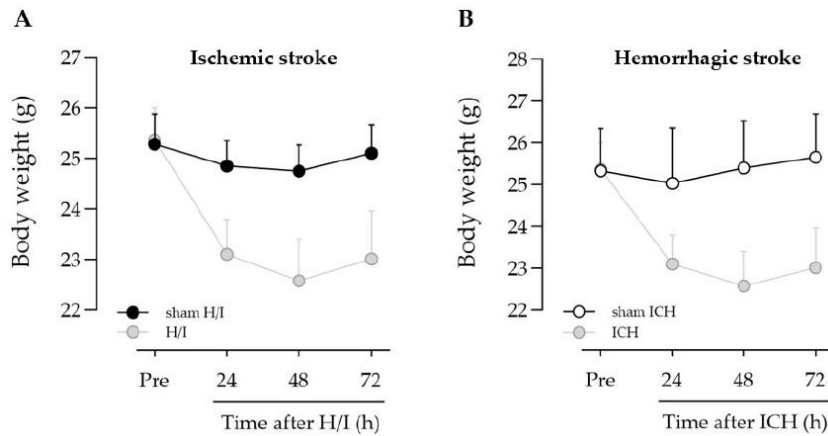 A
Ischemic stroke
Body weight (g)
27
26
25
24
23
22
sham H/I
H/I
Pre 24 48 72
Time after H/I (h)
B
Hemorrhagic stroke
Body weight (g)
28
27
26
25
24
23
22
sham ICH
ICH
Pre 24 48 72
Time after ICH (h)